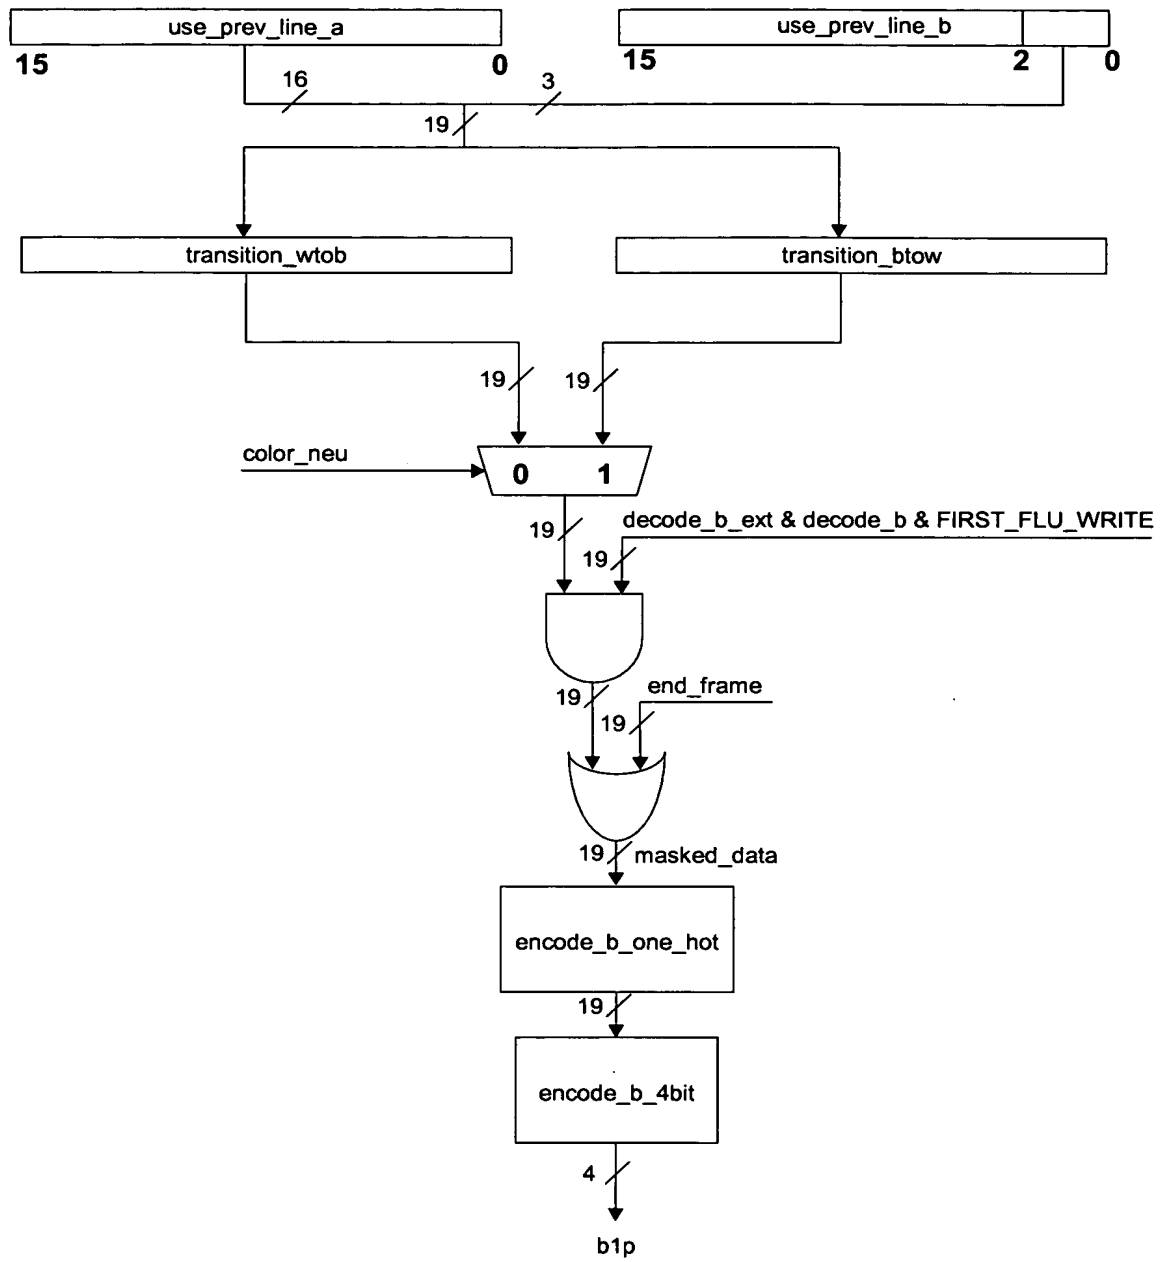 use_prev_line_a
use_prev_line_b
15
0
15
2
0
16
3
19
transition_wtob
transition_btow
19
19
color_neu
0
1
decode_b_ext & decode_b & FIRST_FLU_WRITE
19
19
end_frame
19
19
19
masked_data
encode_b_one_hot
19
encode_b_4bit
4
b1p